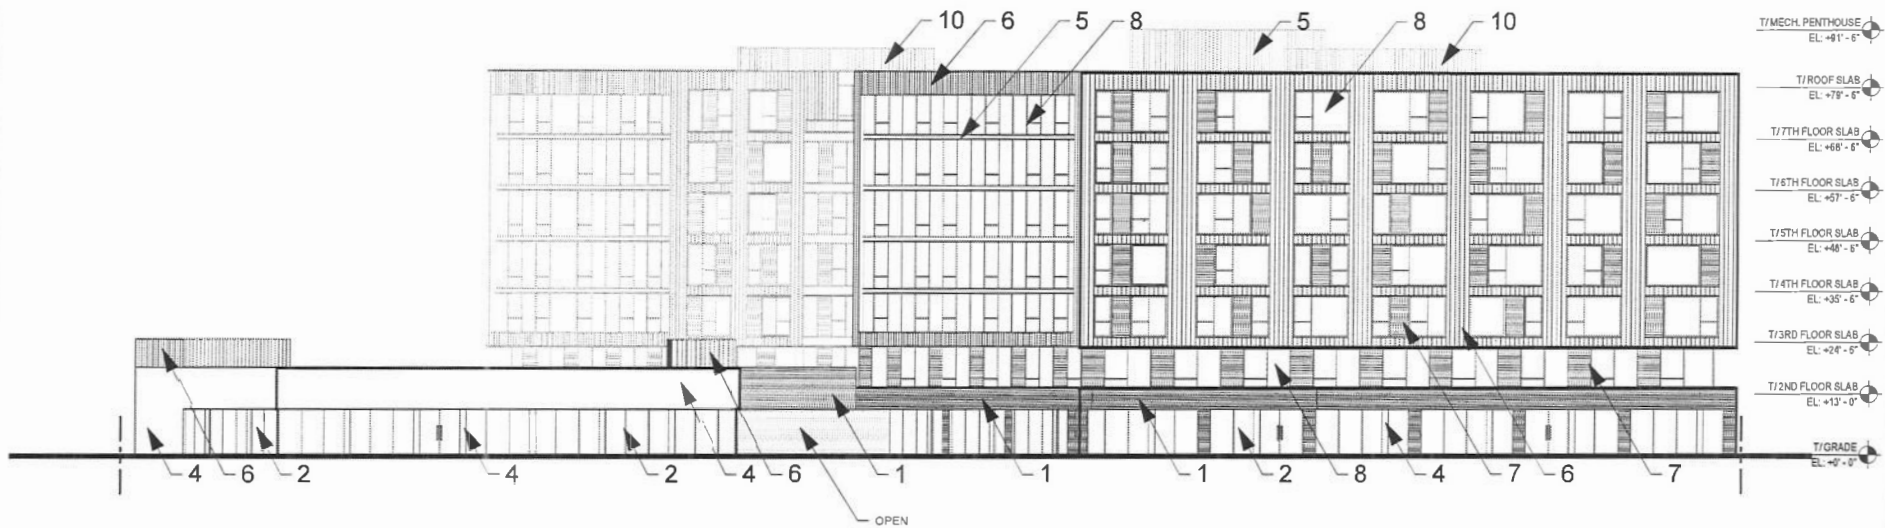 10 6 5 8 5 8 10
T/ MECH. PENTHOUSE
EL: +91' - 6"
T/ ROOF SLAB
EL: +79' - 6"
T/ 7TH FLOOR SLAB
EL: +68' - 6"
T/ 6TH FLOOR SLAB
EL: +57' - 6"
T/ 5TH FLOOR SLAB
EL: +46' - 6"
T/ 4TH FLOOR SLAB
EL: +35' - 6"
T/ 3RD FLOOR SLAB
EL: +24' - 6"
T/ 2ND FLOOR SLAB
EL: +13' - 0"
T/ GRADE
EL: +0' - 0"
4 6 2 4 2 4 6 1 1 1 2 8 4 7 6 7
OPEN